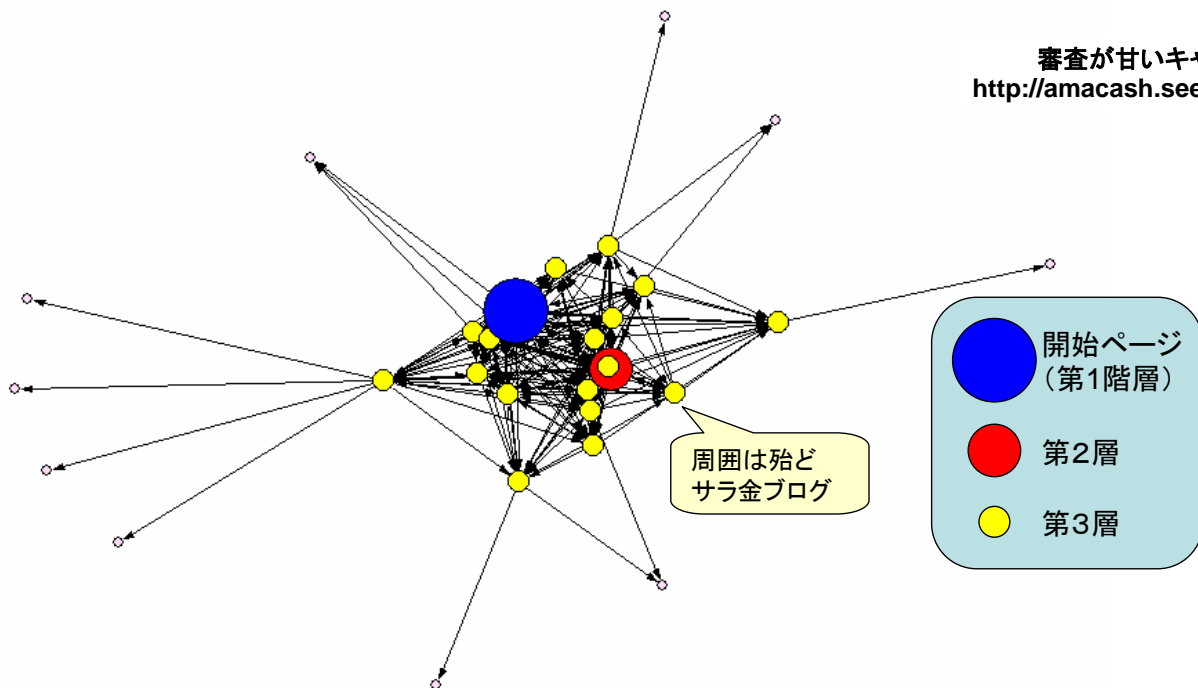 審査が甘いキャ
http://amacash.see
開始ページ
（第1階層）
第２層
第３層
周囲は殆ど
サラ金ブログ